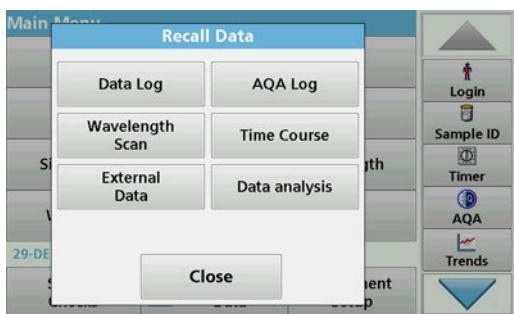 Main Menu
Recall Data
Data Log
AQA Log
Wavelength
Scan
Time Course
External
Data
Data analysis
Close
29-DE
Login
Sample ID
Timer
AQA
Trends